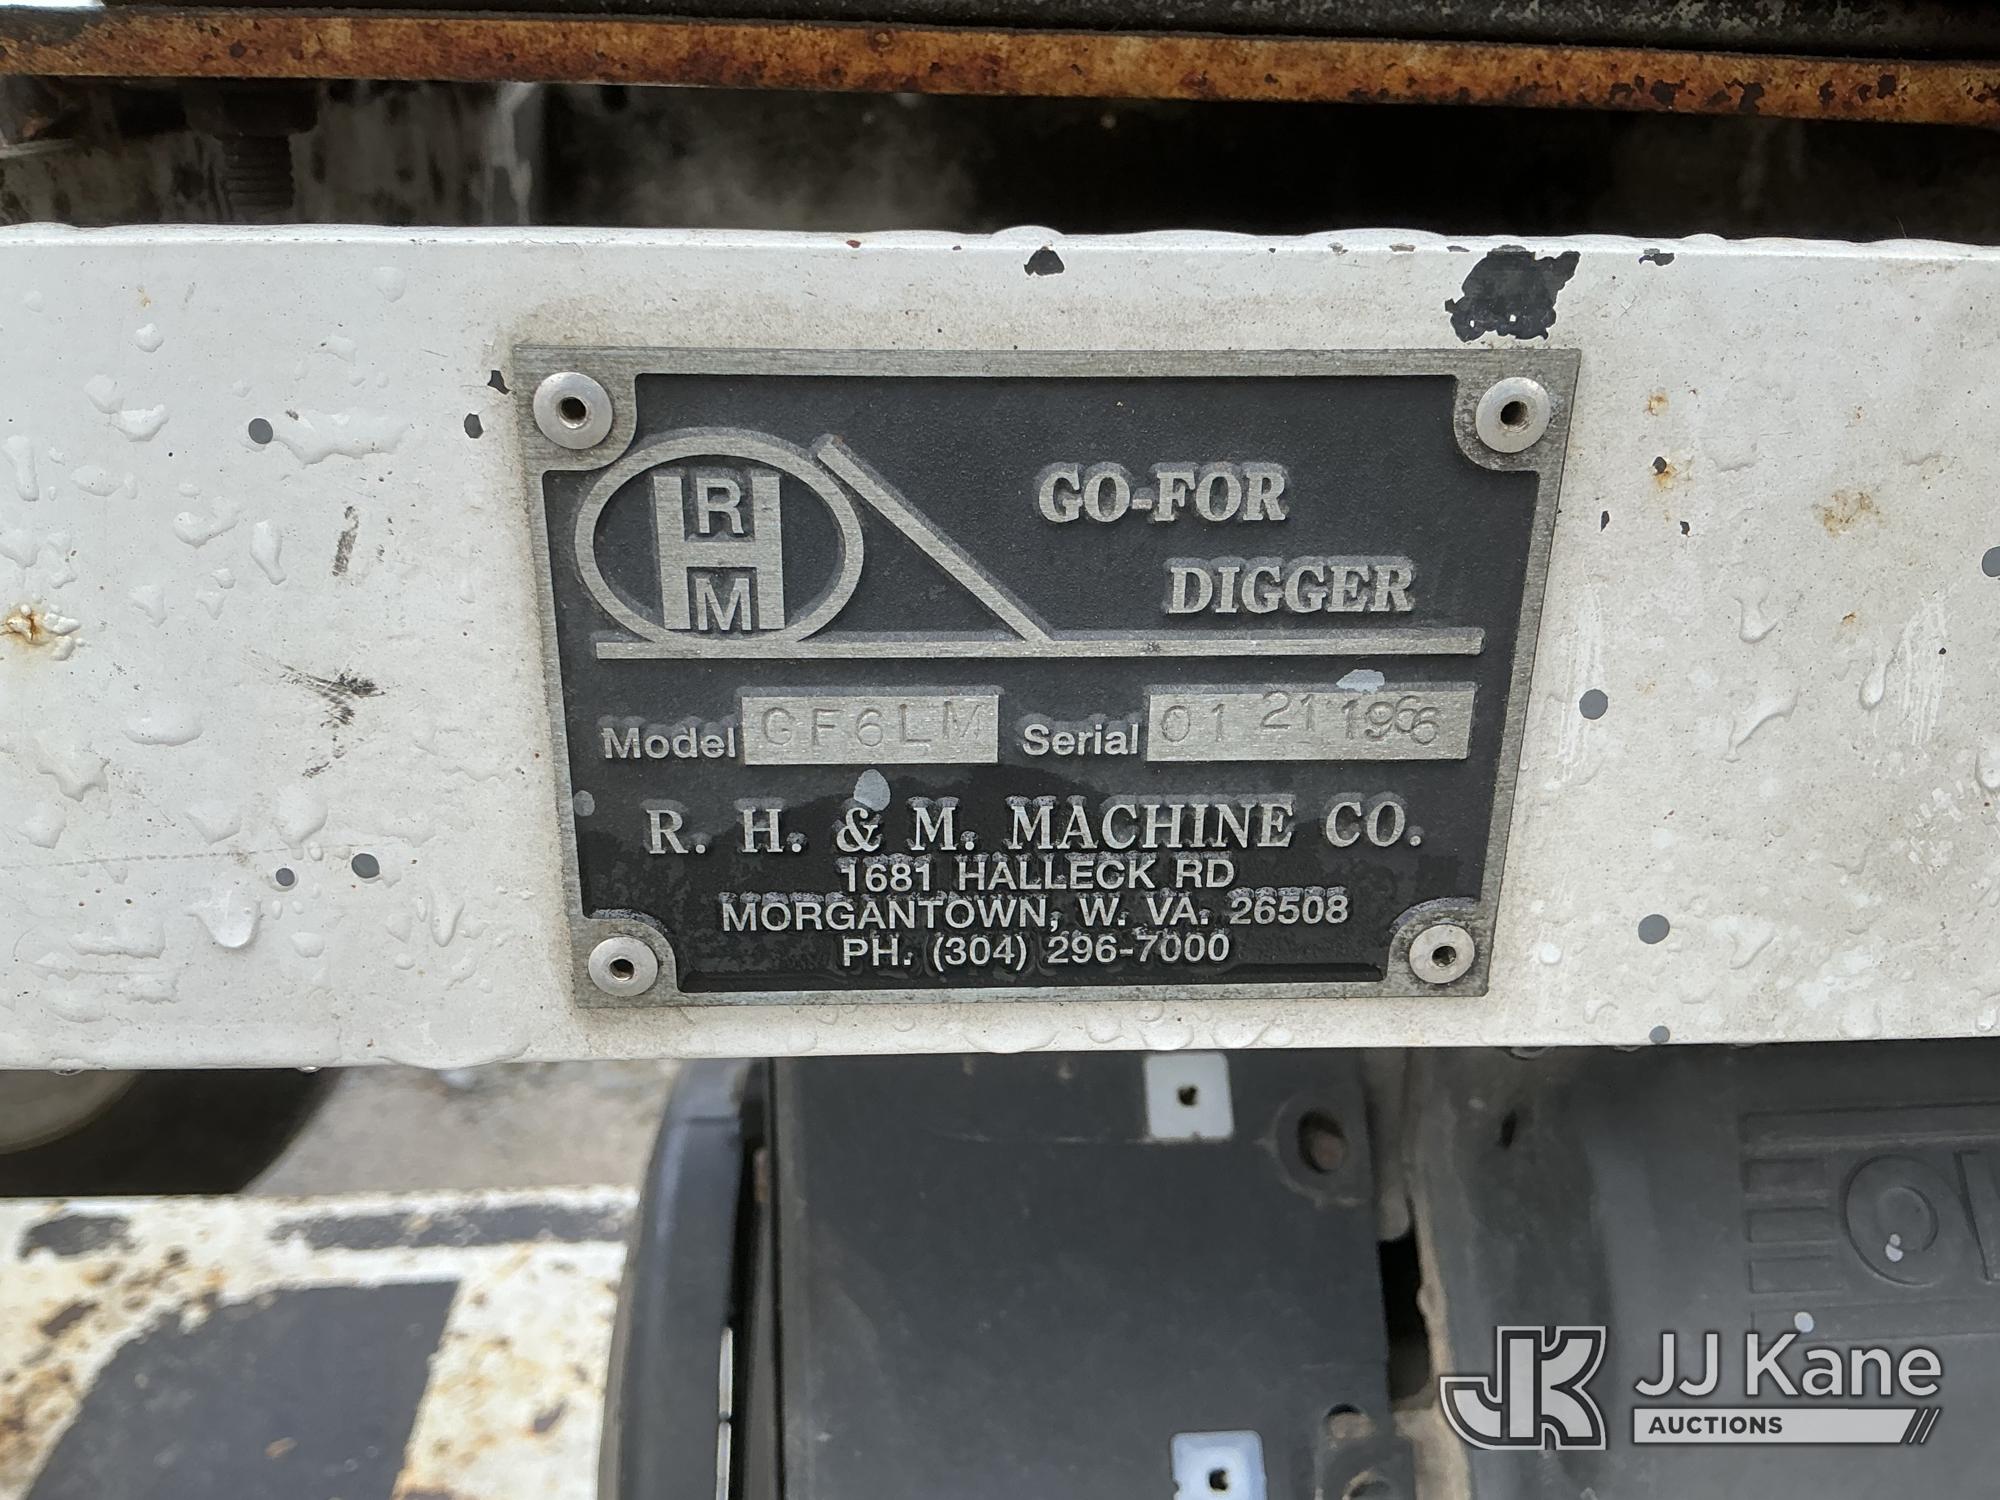 R
H
M
GO-FOR
DIGGER
Model GF6LM Serial 01 21 1966
R. H. & M. MACHINE CO.
1681 HALLECK RD
MORGANTOWN, W. VA. 26508
PH. (304) 296-7000
JK JJ Kane
AUCTIONS